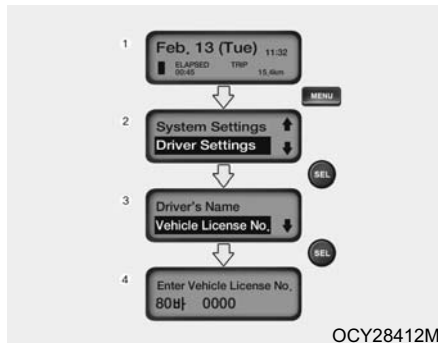 1
Feb. 13 (Tue) 11:32
ELAPSED TRIP
00:45 15.4km
MENU
2
System Settings
Driver Settings
SEL
3
Driver's Name
Vehicle License No.
SEL
4
Enter Vehicle License No.
80바 0000
OCY28412M